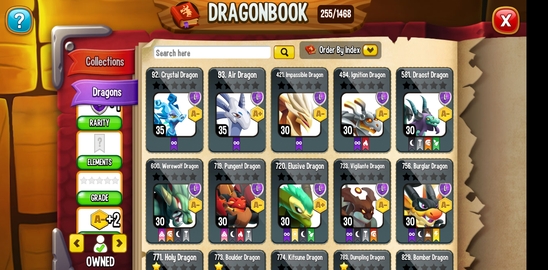 DRAGONBOOK 255/1468
?
X
Search here
Order By Index
Collections
Dragons
RARITY
ELEMENTS
GRADE
A- +2
OWNED
92. Crystal Dragon
93. Air Dragon
421. Impossible Dragon
494. Ignition Dragon
581. Draost Dragon
A- A+ A- A- A-
35 35 30 30 30
605. Werewolf Dragon
719. Pungent Dragon
720. Elusive Dragon
733. Vigilante Dragon
756. Burglar Dragon
A- A- A- A- A-
30 30 30 30 30
771. Holy Dragon
773. Boulder Dragon
774. Kitsune Dragon
783. Dumpling Dragon
829. Bomber Dragon